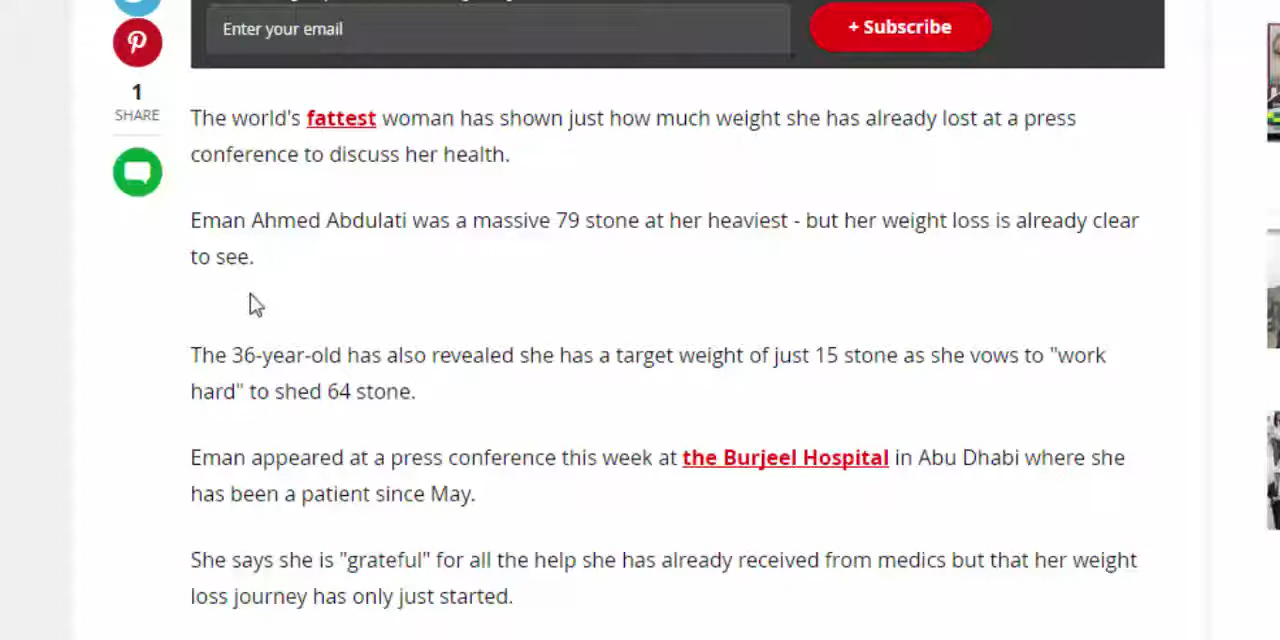 Enter your email
+ Subscribe
1
SHARE
The world's fattest woman has shown just how much weight she has already lost at a press
conference to discuss her health.
Eman Ahmed Abdulati was a massive 79 stone at her heaviest - but her weight loss is already clear
to see.
The 36-year-old has also revealed she has a target weight of just 15 stone as she vows to "work
hard" to shed 64 stone.
Eman appeared at a press conference this week at the Burjeel Hospital in Abu Dhabi where she
has been a patient since May.
She says she is "grateful" for all the help she has already received from medics but that her weight
loss journey has only just started.